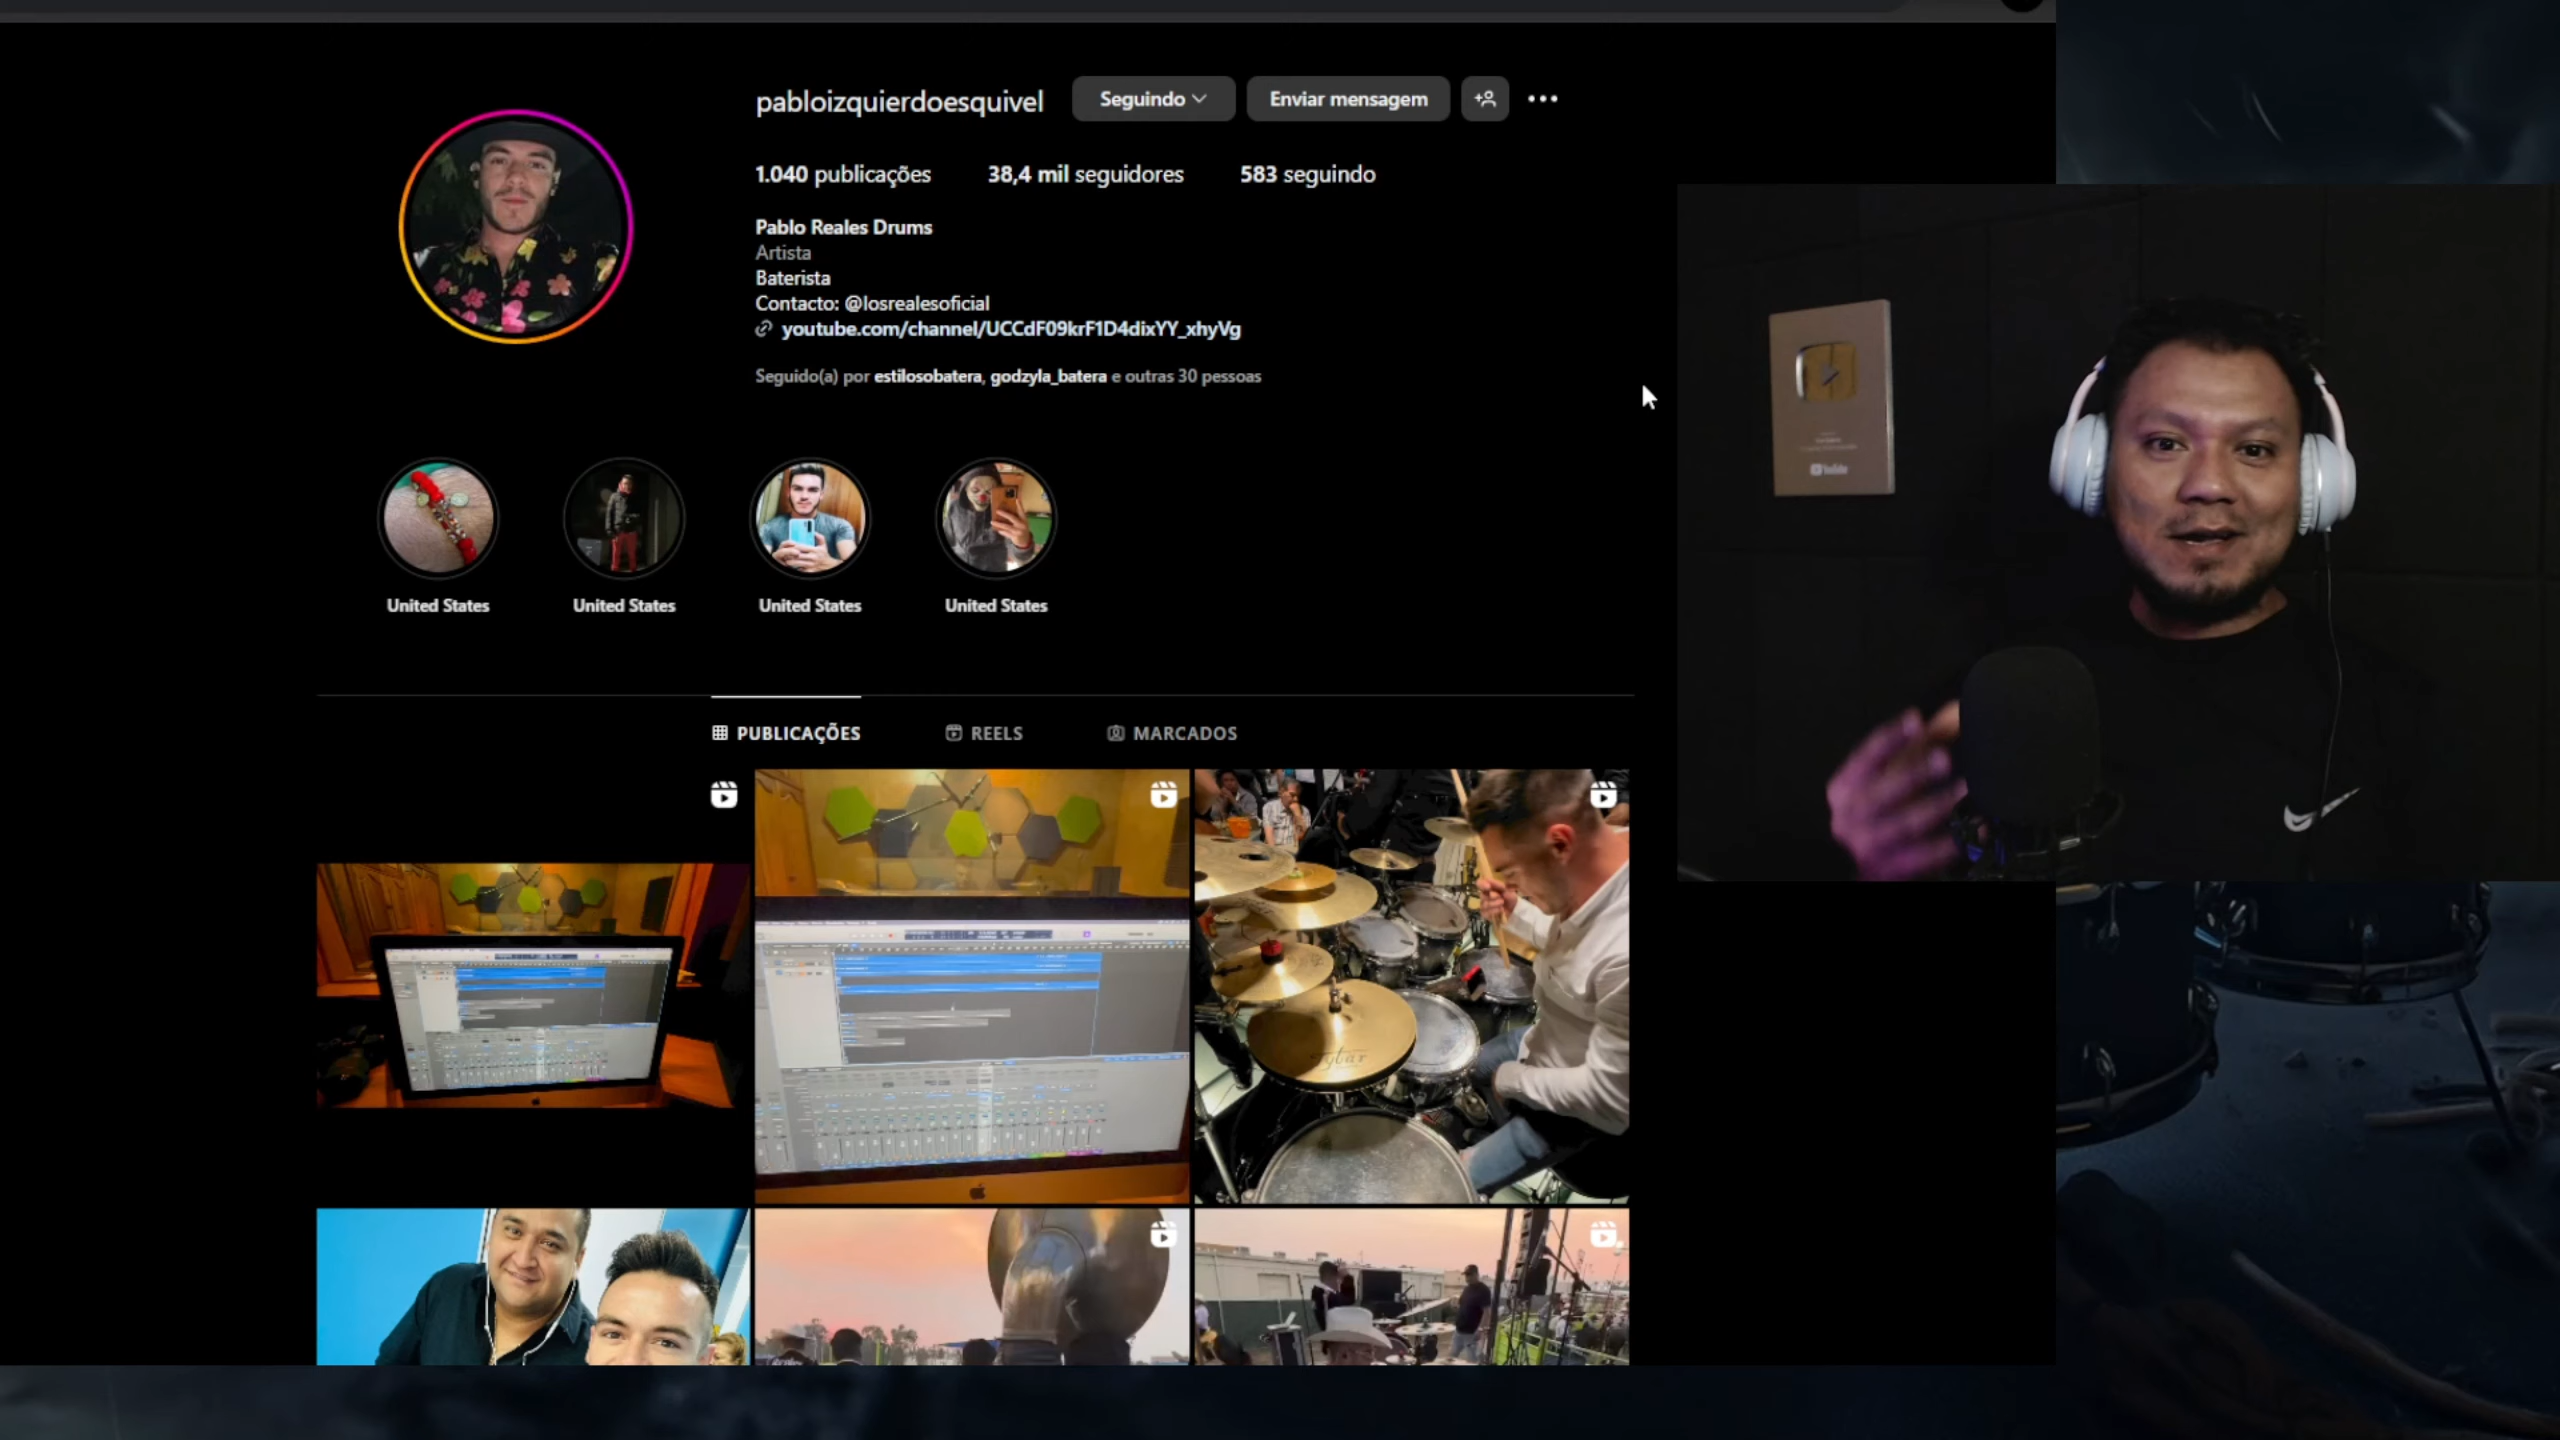 pabloizquierdoesquivel Seguindo Enviar mensagem
1.040 publicações 38,4 mil seguidores 583 seguindo
Pablo Reales Drums
Artista
Baterista
Contacto: @losrealesoficial
youtube.com/channel/UCCdF09krF1D4dixYY_xhyVg
Seguido(a) por estilosobatera, godzyla_batera e outras 30 pessoas
United States United States United States United States
PUBLICAÇÕES REELS MARCADOS
YouTube